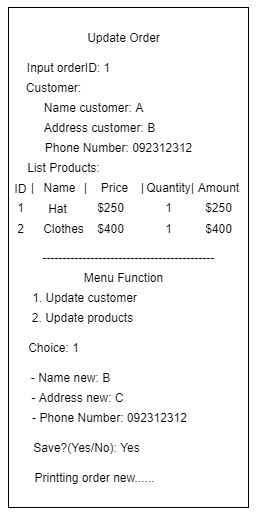 Update Order
Input orderID: 1
Customer:
Name customer: A
Address customer: B
Phone Number: 092312312
List Products:
ID | Name | Price | Quantity| Amount
1 Hat $250 1 $250
2 Clothes $400 1 $400
-------------------------------------------
Menu Function
1. Update customer
2. Update products
Choice: 1
- Name new: B
- Address new: C
- Phone Number: 092312312
Save?(Yes/No): Yes
Printting order new......